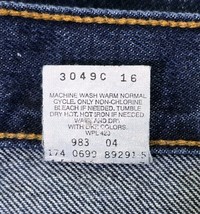 3049C 16
MACHINE WASH WARM NORMAL
CYCLE. ONLY NON-CHLORINE
BLEACH IF NEEDED. TUMBLE
DRY HOT. HOT IRON IF NEEDED.
WASH AND DRY
WITH LIKE COLORS.
WPL 423
983 04
174 0690 89291 5